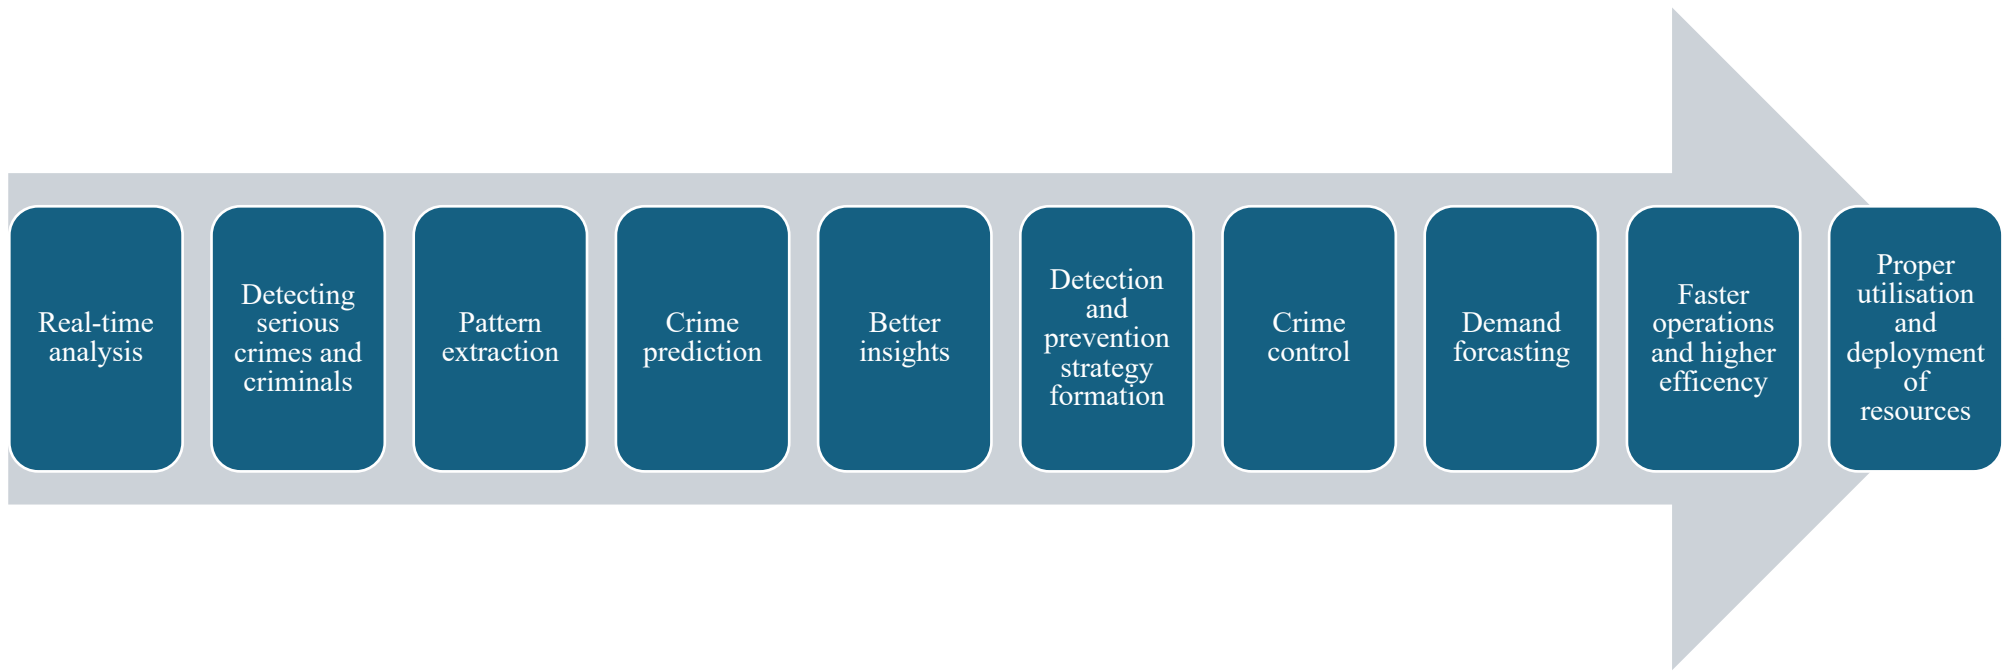 Real-time
analysis
Detecting
serious
crimes and
criminals
Pattern
extraction
Crime
prediction
Better
insights
Detection
and
prevention
strategy
formation
Crime
control
Demand
forcasting
Faster
operations
and higher
efficency
Proper
utilisation
and
deployment
of
resources